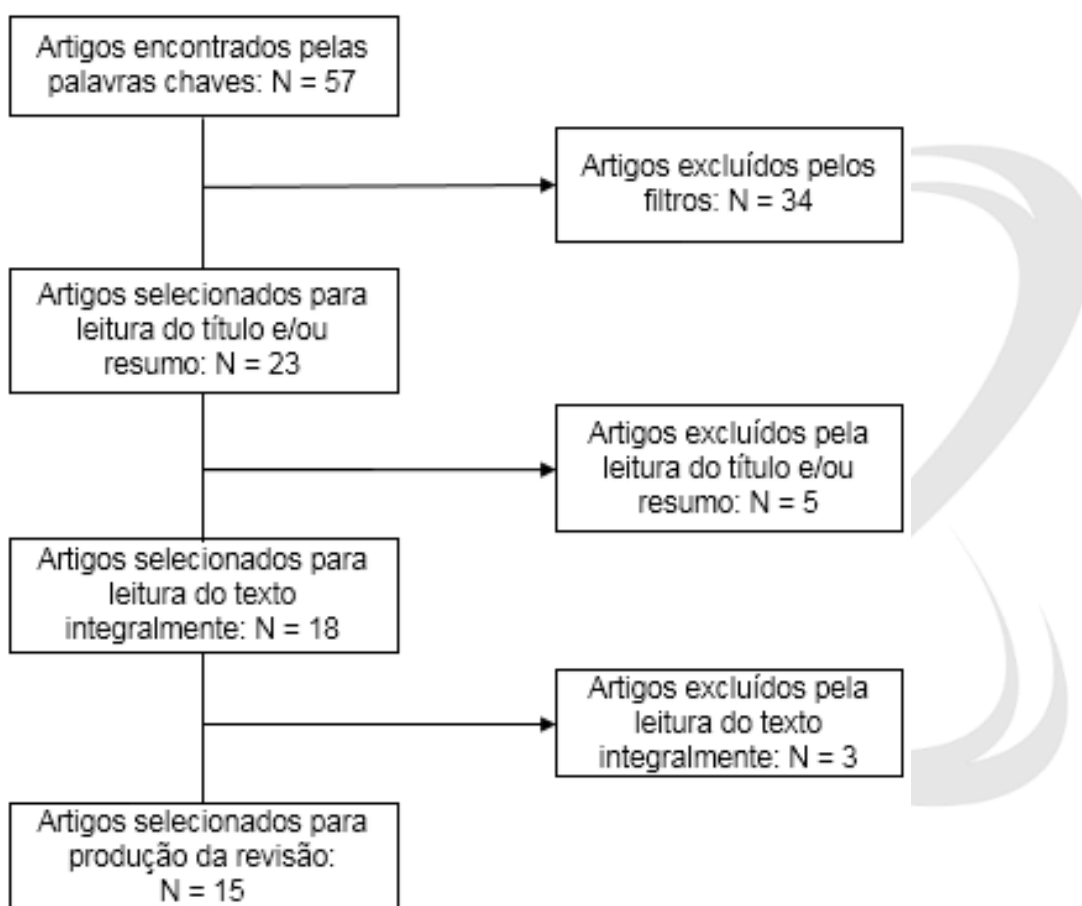 Artigos encontrados pelas
palavras chaves: N = 57
Artigos excluídos pelos
filtros: N = 34
Artigos selecionados para
leitura do título e/ou
resumo: N = 23
Artigos excluídos pela
leitura do título e/ou
resumo: N = 5
Artigos selecionados para
leitura do texto
integralmente: N = 18
Artigos excluídos pela
leitura do texto
integralmente: N = 3
Artigos selecionados para
produção da revisão:
N = 15